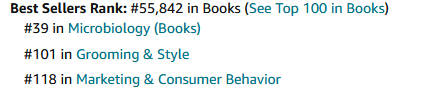 Best Sellers Rank: #55,842 in Books (See Top 100 in Books)
#39 in Microbiology (Books)
#101 in Grooming & Style
#118 in Marketing & Consumer Behavior